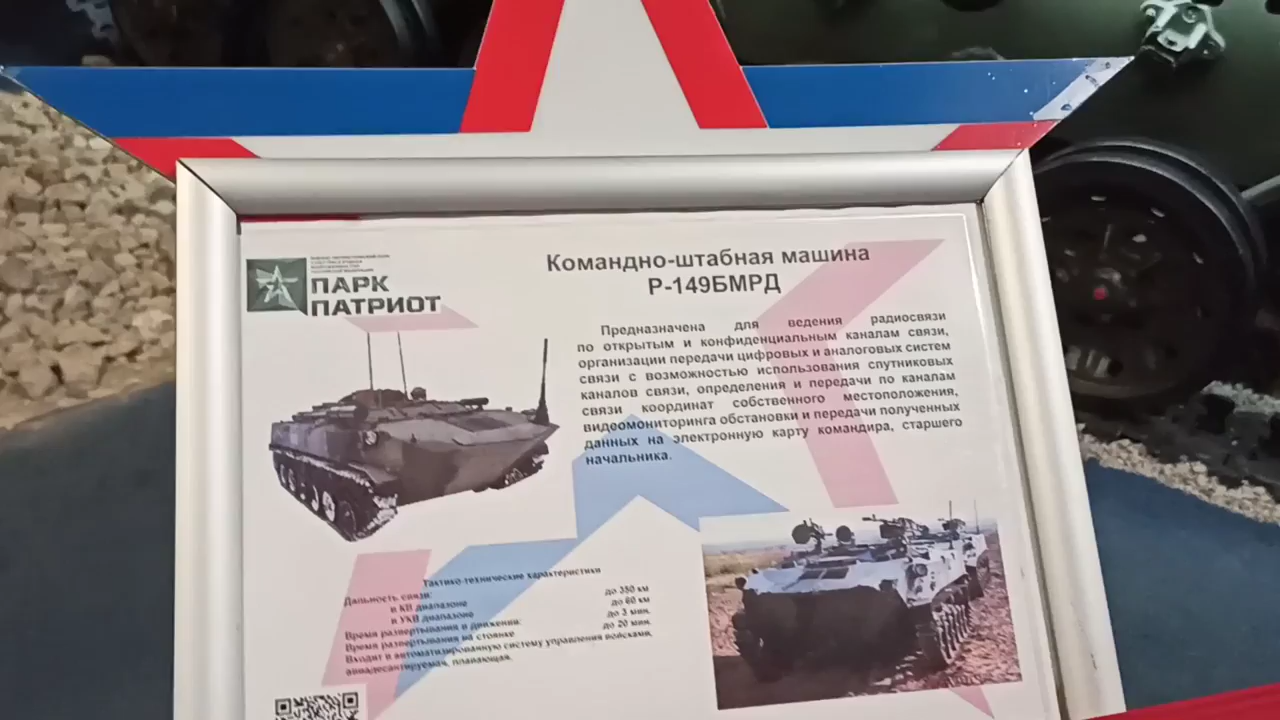 ПАРК
ПАТРИОТ
Командно-штабная машина
Р-149БМРД
Предназначена для ведения радиосвязи
по открытым и конфиденциальным каналам связи,
организации передачи цифровых и аналоговых систем
связи с возможностью использования спутниковых
каналов связи, определения и передачи по каналам
связи координат собственного местоположения,
видеомониторинга обстановки и передачи полученных
данных на электронную карту командира, старшего
начальника.
Тактико-технические характеристики
Дальность связи:
в КВ диапазоне до 350 км
в УКВ диапазоне до 60 км
Время развертывания в движении: до 3 мин.
Время развертывания на стоянке до 20 мин.
Входит в автоматизированную систему управления войсками,
авиадесантируемая, плавающая.